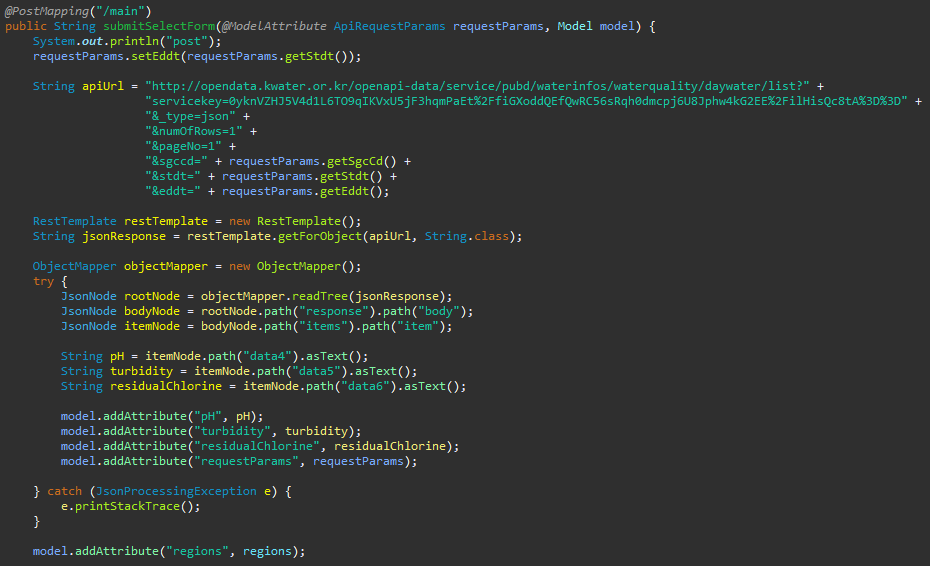 @PostMapping("/main")
public String submitSelectForm(@ModelAttribute ApiRequestParams requestParams, Model model) {
System.out.println("post");
requestParams.setEddt(requestParams.getStdt());
String apiUrl = "http://opendata.kwater.or.kr/openapi-data/service/pubd/waterinfos/waterquality/daywater/list?" +
"servicekey=0yknVZHJ5V4d1L6TO9qIKVxU5jF3hqmPaEt%2FfiGXoddQEfQwRC56sRqh0dmcpj6U8Jphw4kG2EE%2FilHisQc8tA%3D%3D" +
"&_type=json" +
"&numOfRows=1" +
"&pageNo=1" +
"&sgccd=" + requestParams.getSgcCd() +
"&stdt=" + requestParams.getStdt() +
"&eddt=" + requestParams.getEddt();
RestTemplate restTemplate = new RestTemplate();
String jsonResponse = restTemplate.getForObject(apiUrl, String.class);
ObjectMapper objectMapper = new ObjectMapper();
try {
JsonNode rootNode = objectMapper.readTree(jsonResponse);
JsonNode bodyNode = rootNode.path("response").path("body");
JsonNode itemNode = bodyNode.path("items").path("item");
String pH = itemNode.path("data4").asText();
String turbidity = itemNode.path("data5").asText();
String residualChlorine = itemNode.path("data6").asText();
model.addAttribute("pH", pH);
model.addAttribute("turbidity", turbidity);
model.addAttribute("residualChlorine", residualChlorine);
model.addAttribute("requestParams", requestParams);
} catch (JsonProcessingException e) {
e.printStackTrace();
}
model.addAttribute("regions", regions);